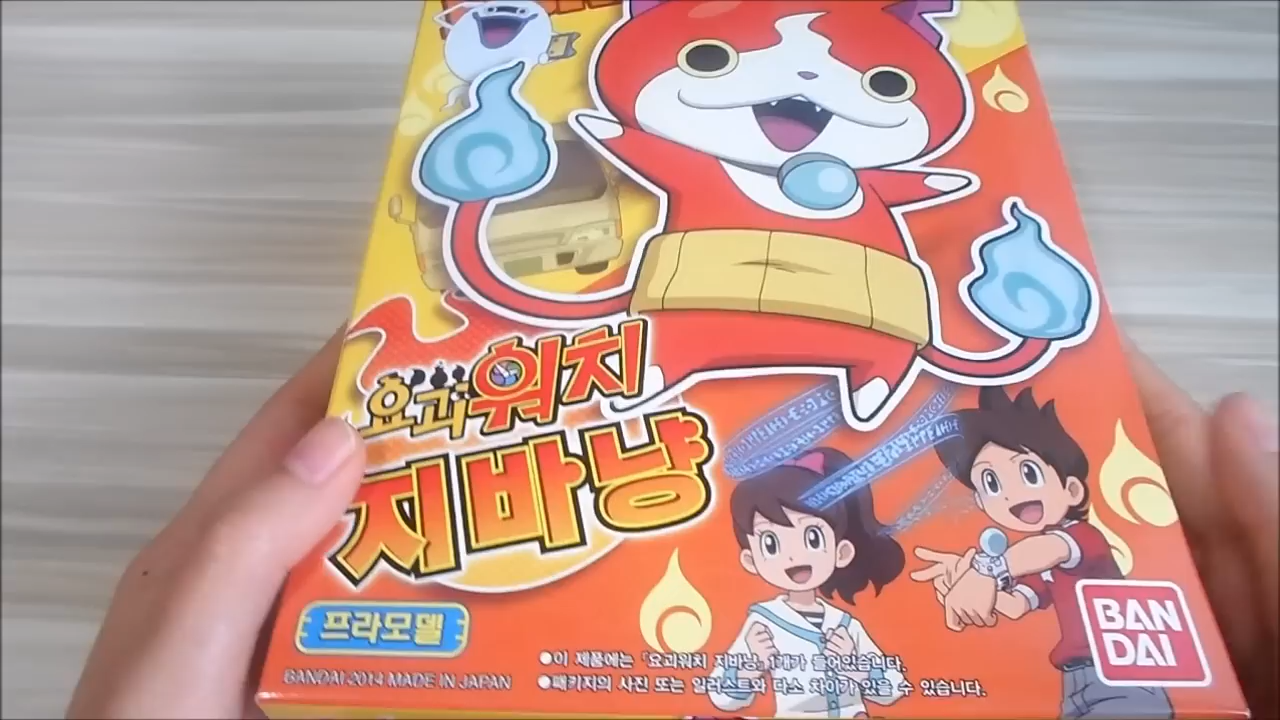 요괴워치
지바냥
프라모델
BANDAI 2014 MADE IN JAPAN
●이 제품에는 「요괴워치 지바냥」 1개가 들어있습니다.
●패키지의 사진 또는 일러스트와 다소 차이가 있을 수 있습니다.
BAN
DAI